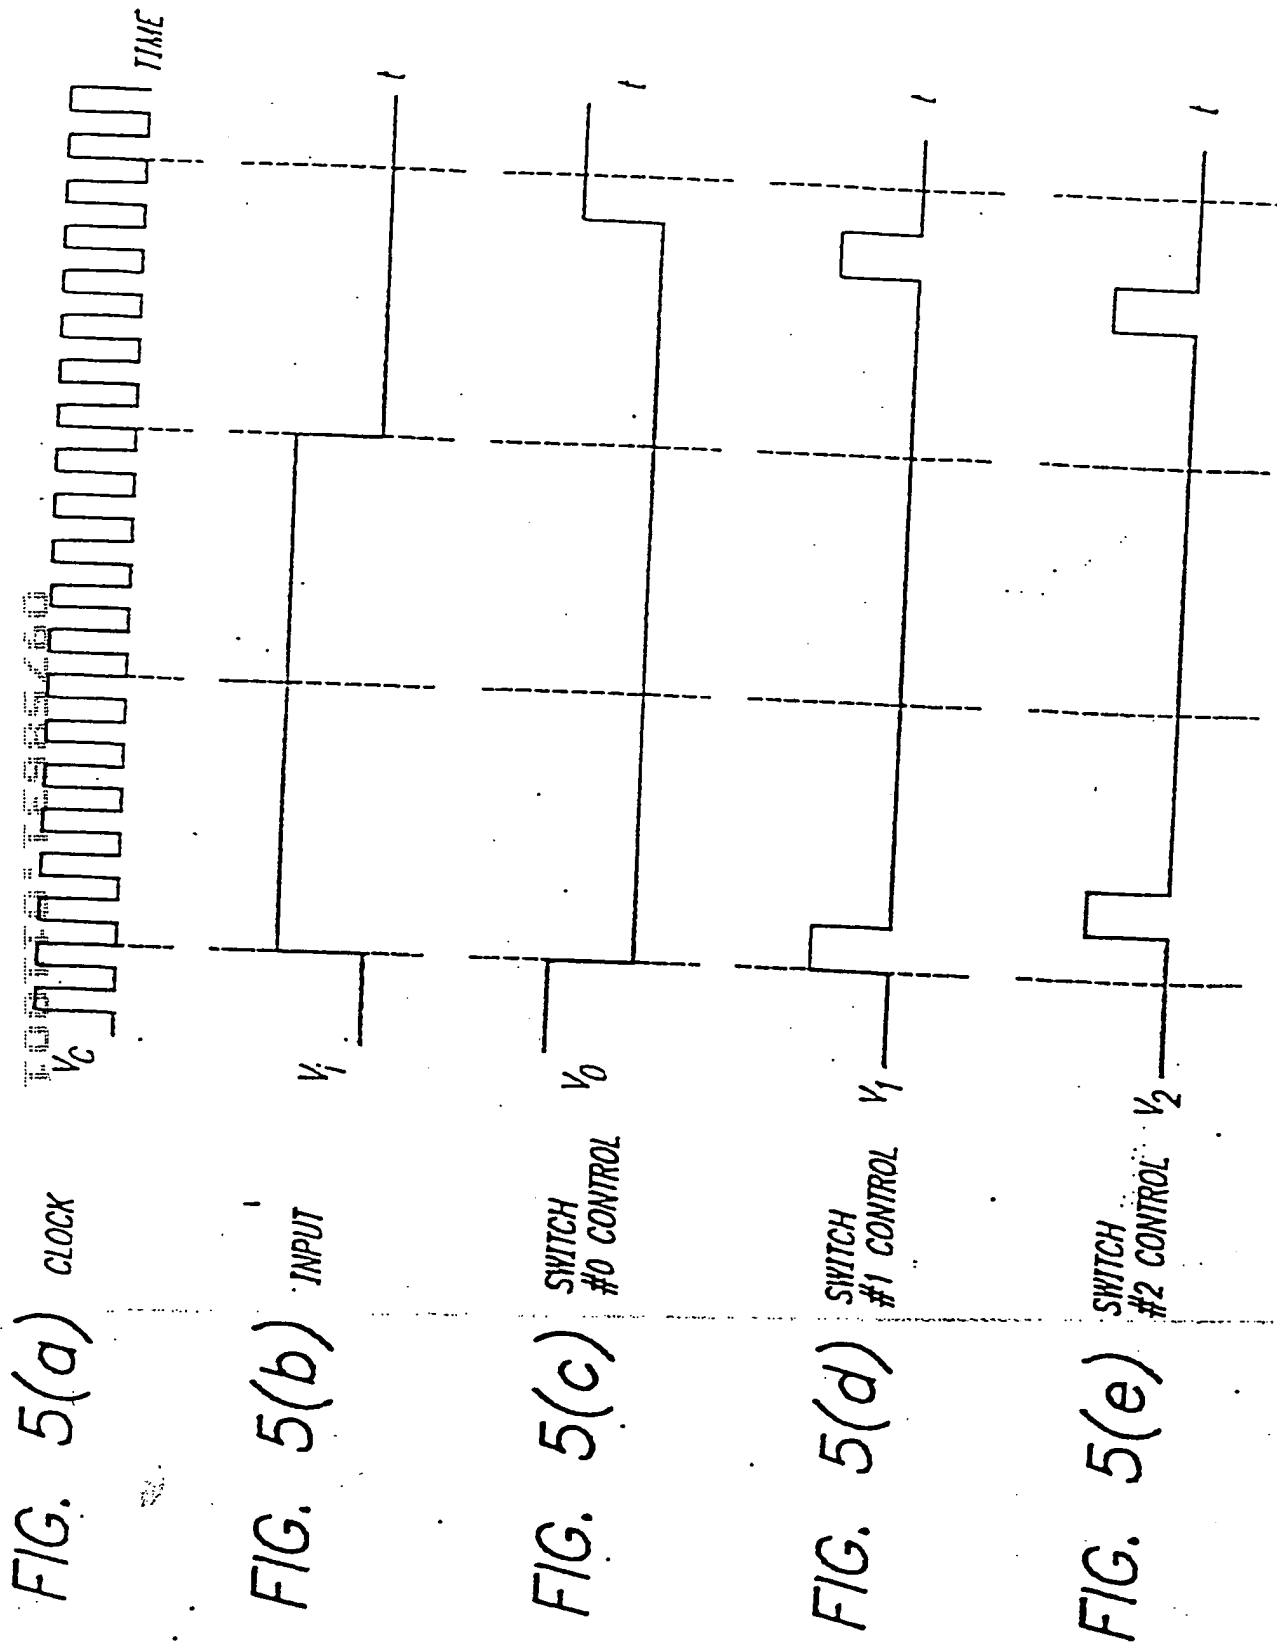 FIG. 5(a) CLOCK
V_C
TIME
FIG. 5(b) INPUT
V_i
t
FIG. 5(c) SWITCH
#0 CONTROL
V_0
t
FIG. 5(d) SWITCH
#1 CONTROL
V_1
t
FIG. 5(e) SWITCH
#2 CONTROL
V_2
t